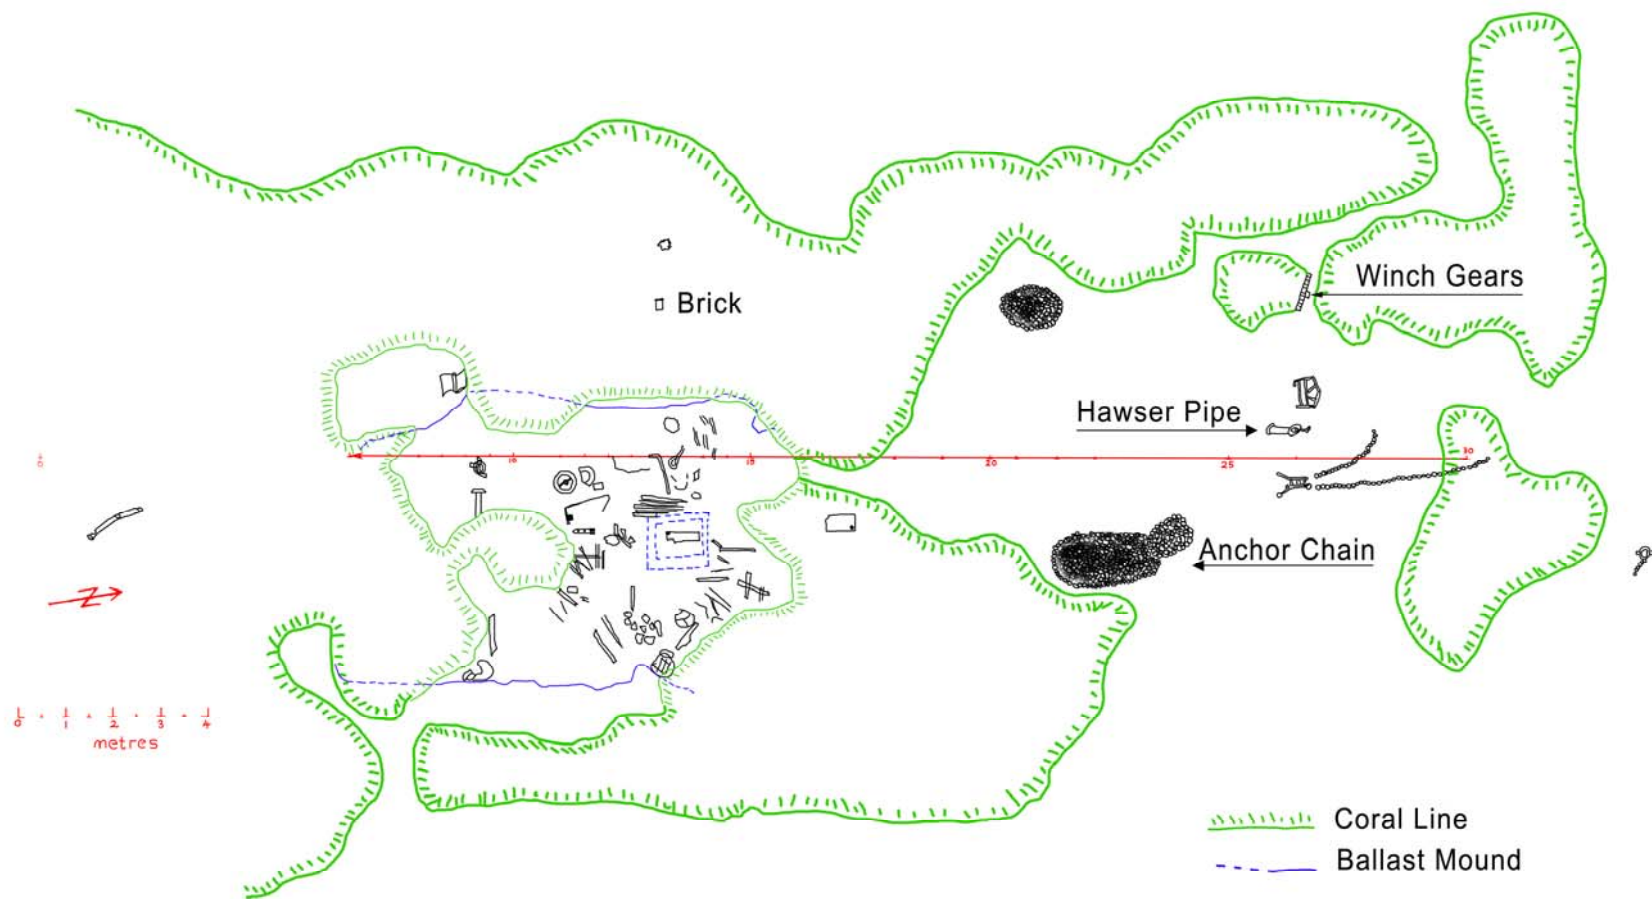 Winch Gears
Brick
Hawser Pipe
0
10
15
20
25
30
Anchor Chain
Z
0 1 2 3 4
metres
Coral Line
Ballast Mound